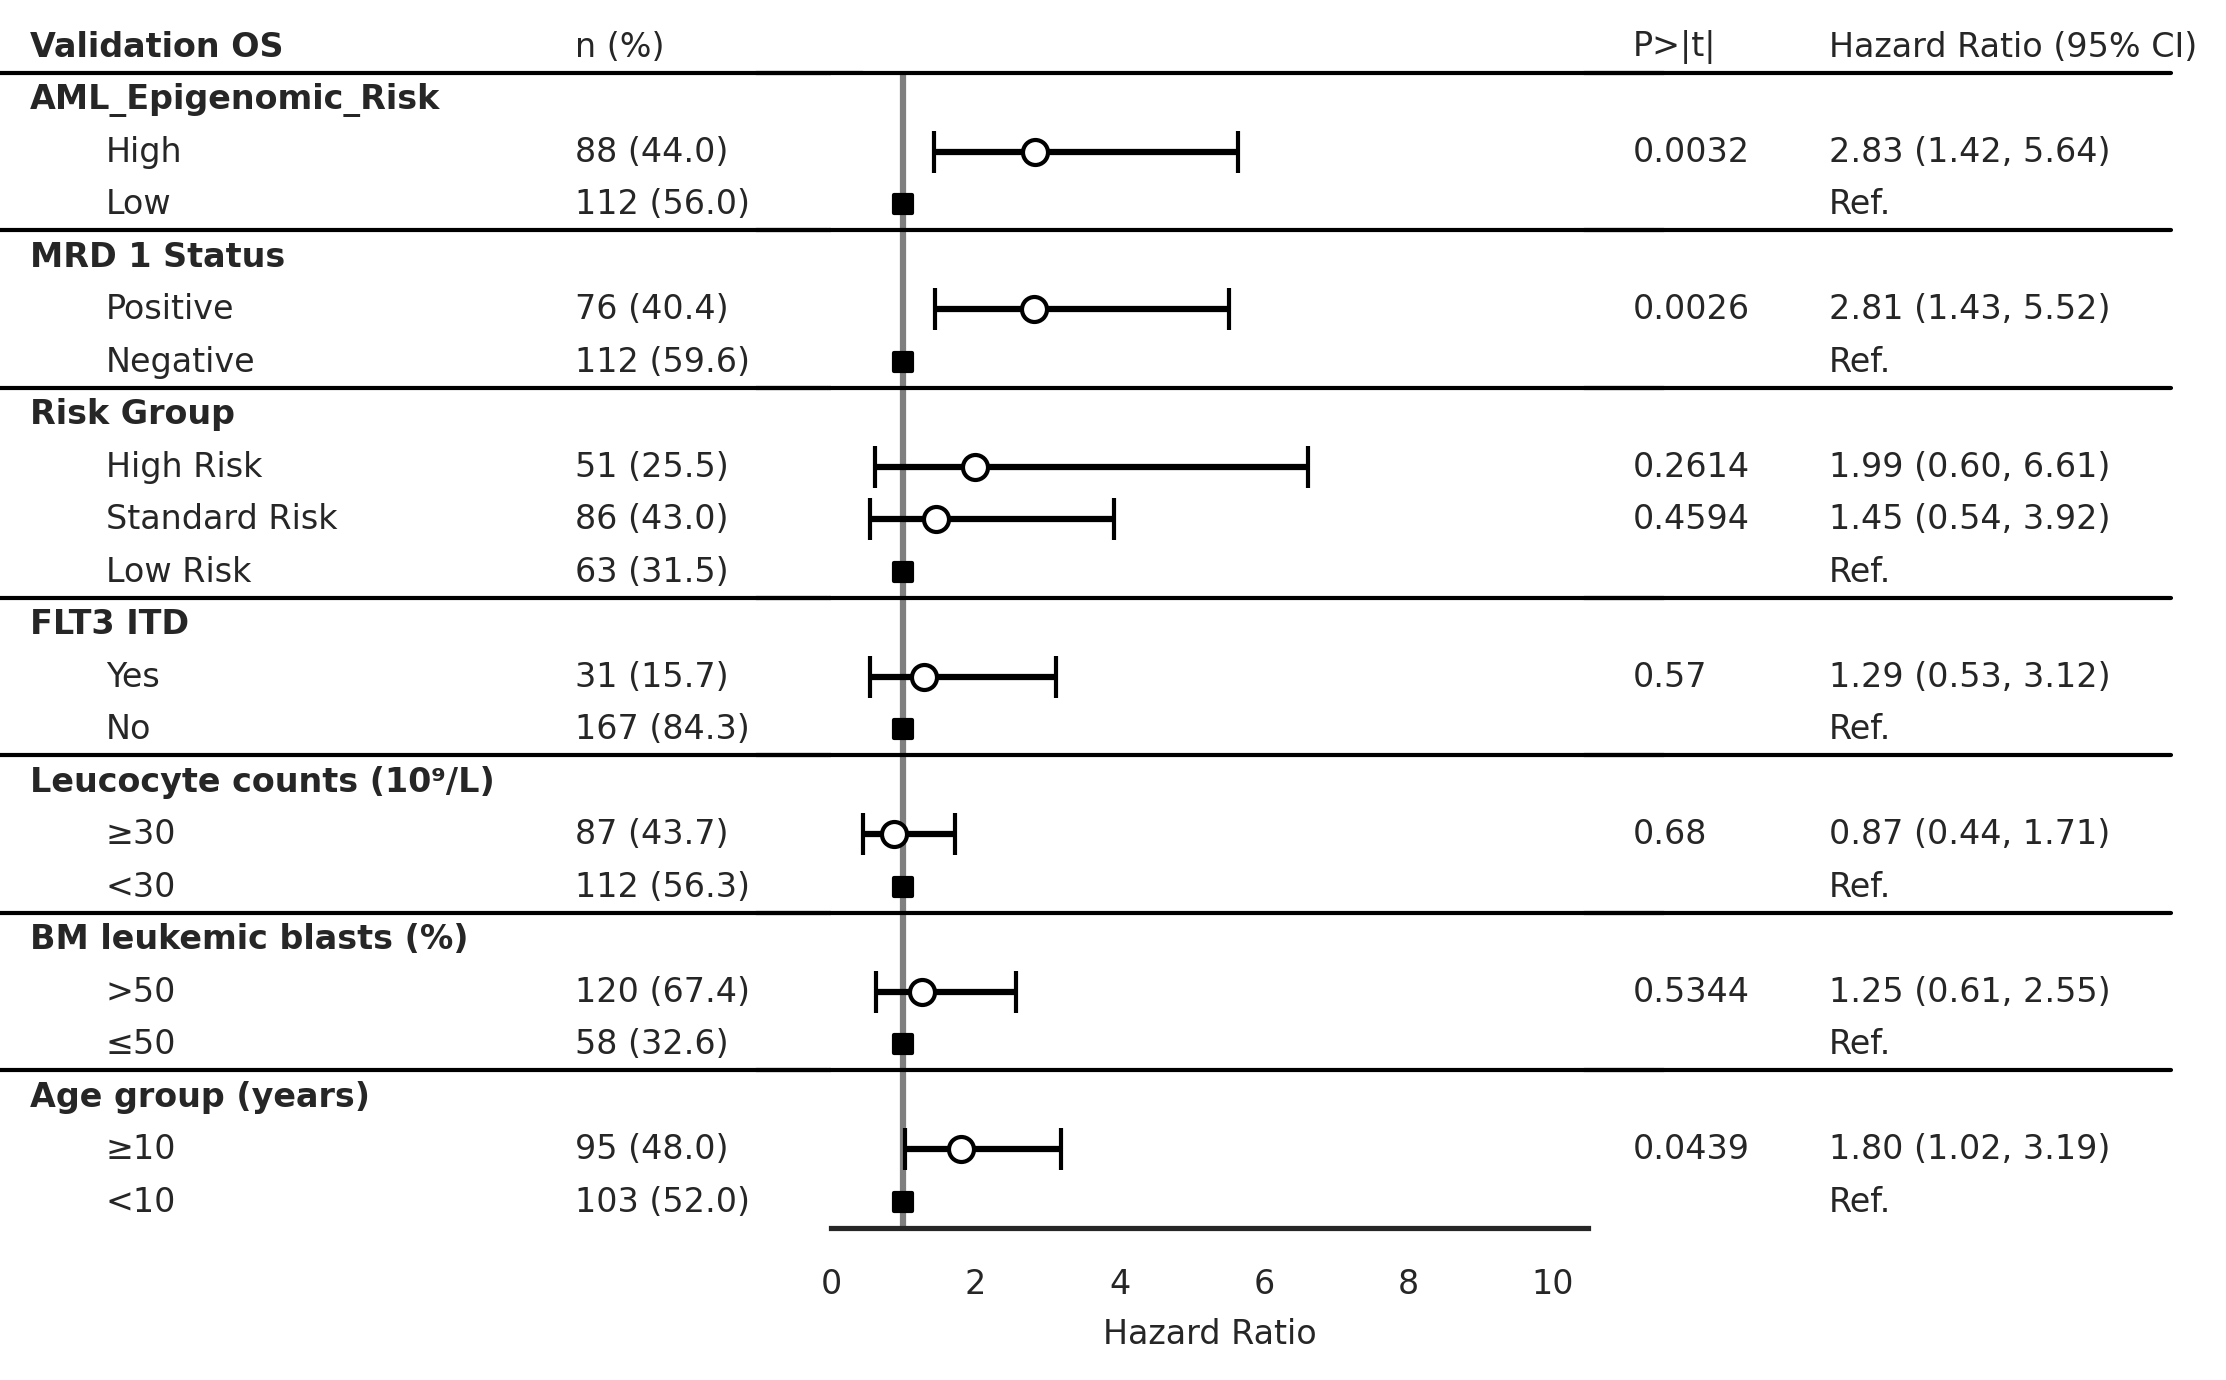 Validation OS n (%) P>|t| Hazard Ratio (95% CI)
AML_Epigenomic_Risk
High 88 (44.0) 0.0032 2.83 (1.42, 5.64)
Low 112 (56.0) Ref.
MRD 1 Status
Positive 76 (40.4) 0.0026 2.81 (1.43, 5.52)
Negative 112 (59.6) Ref.
Risk Group
High Risk 51 (25.5) 0.2614 1.99 (0.60, 6.61)
Standard Risk 86 (43.0) 0.4594 1.45 (0.54, 3.92)
Low Risk 63 (31.5) Ref.
FLT3 ITD
Yes 31 (15.7) 0.57 1.29 (0.53, 3.12)
No 167 (84.3) Ref.
Leucocyte counts (10⁹/L)
≥30 87 (43.7) 0.68 0.87 (0.44, 1.71)
<30 112 (56.3) Ref.
BM leukemic blasts (%)
>50 120 (67.4) 0.5344 1.25 (0.61, 2.55)
≤50 58 (32.6) Ref.
Age group (years)
≥10 95 (48.0) 0.0439 1.80 (1.02, 3.19)
<10 103 (52.0) Ref.
0 2 4 6 8 10
Hazard Ratio